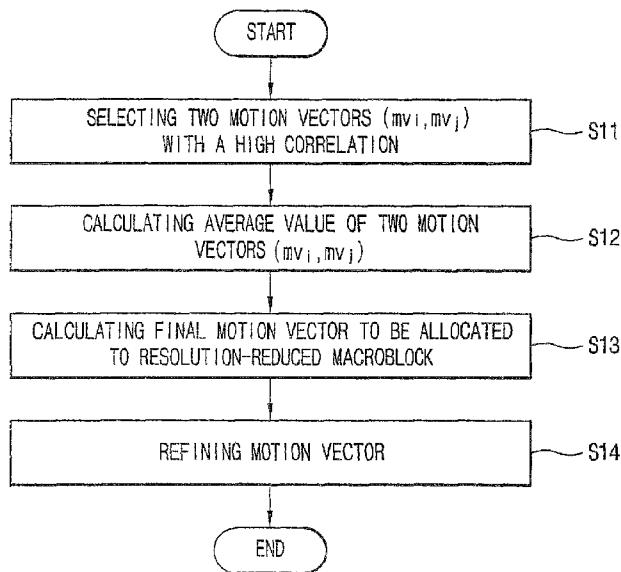 START
SELECTING TWO MOTION VECTORS (mvi,mvj)
WITH A HIGH CORRELATION
S11
CALCULATING AVERAGE VALUE OF TWO MOTION
VECTORS (mvi,mvj)
S12
CALCULATING FINAL MOTION VECTOR TO BE ALLOCATED
TO RESOLUTION-REDUCED MACROBLOCK
S13
REFINING MOTION VECTOR
S14
END